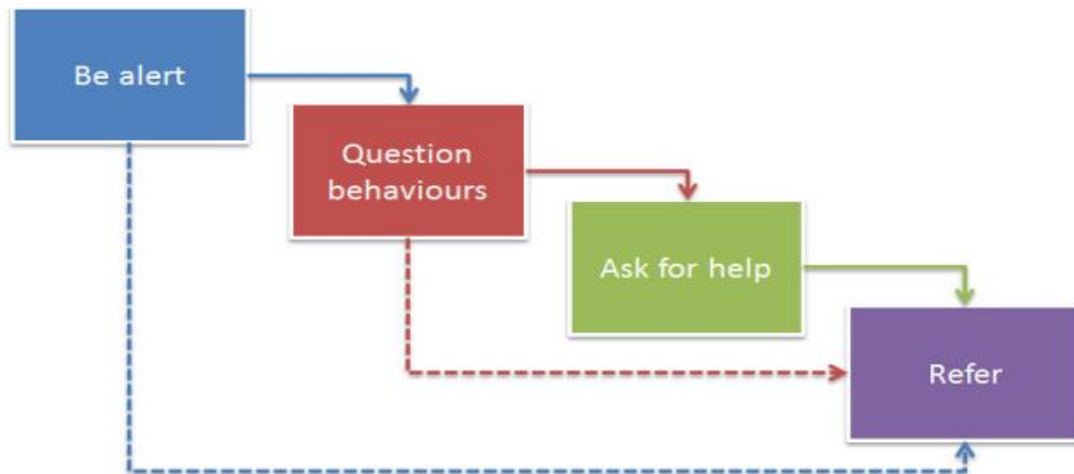 Be alert
Question
behaviours
Ask for help
Refer